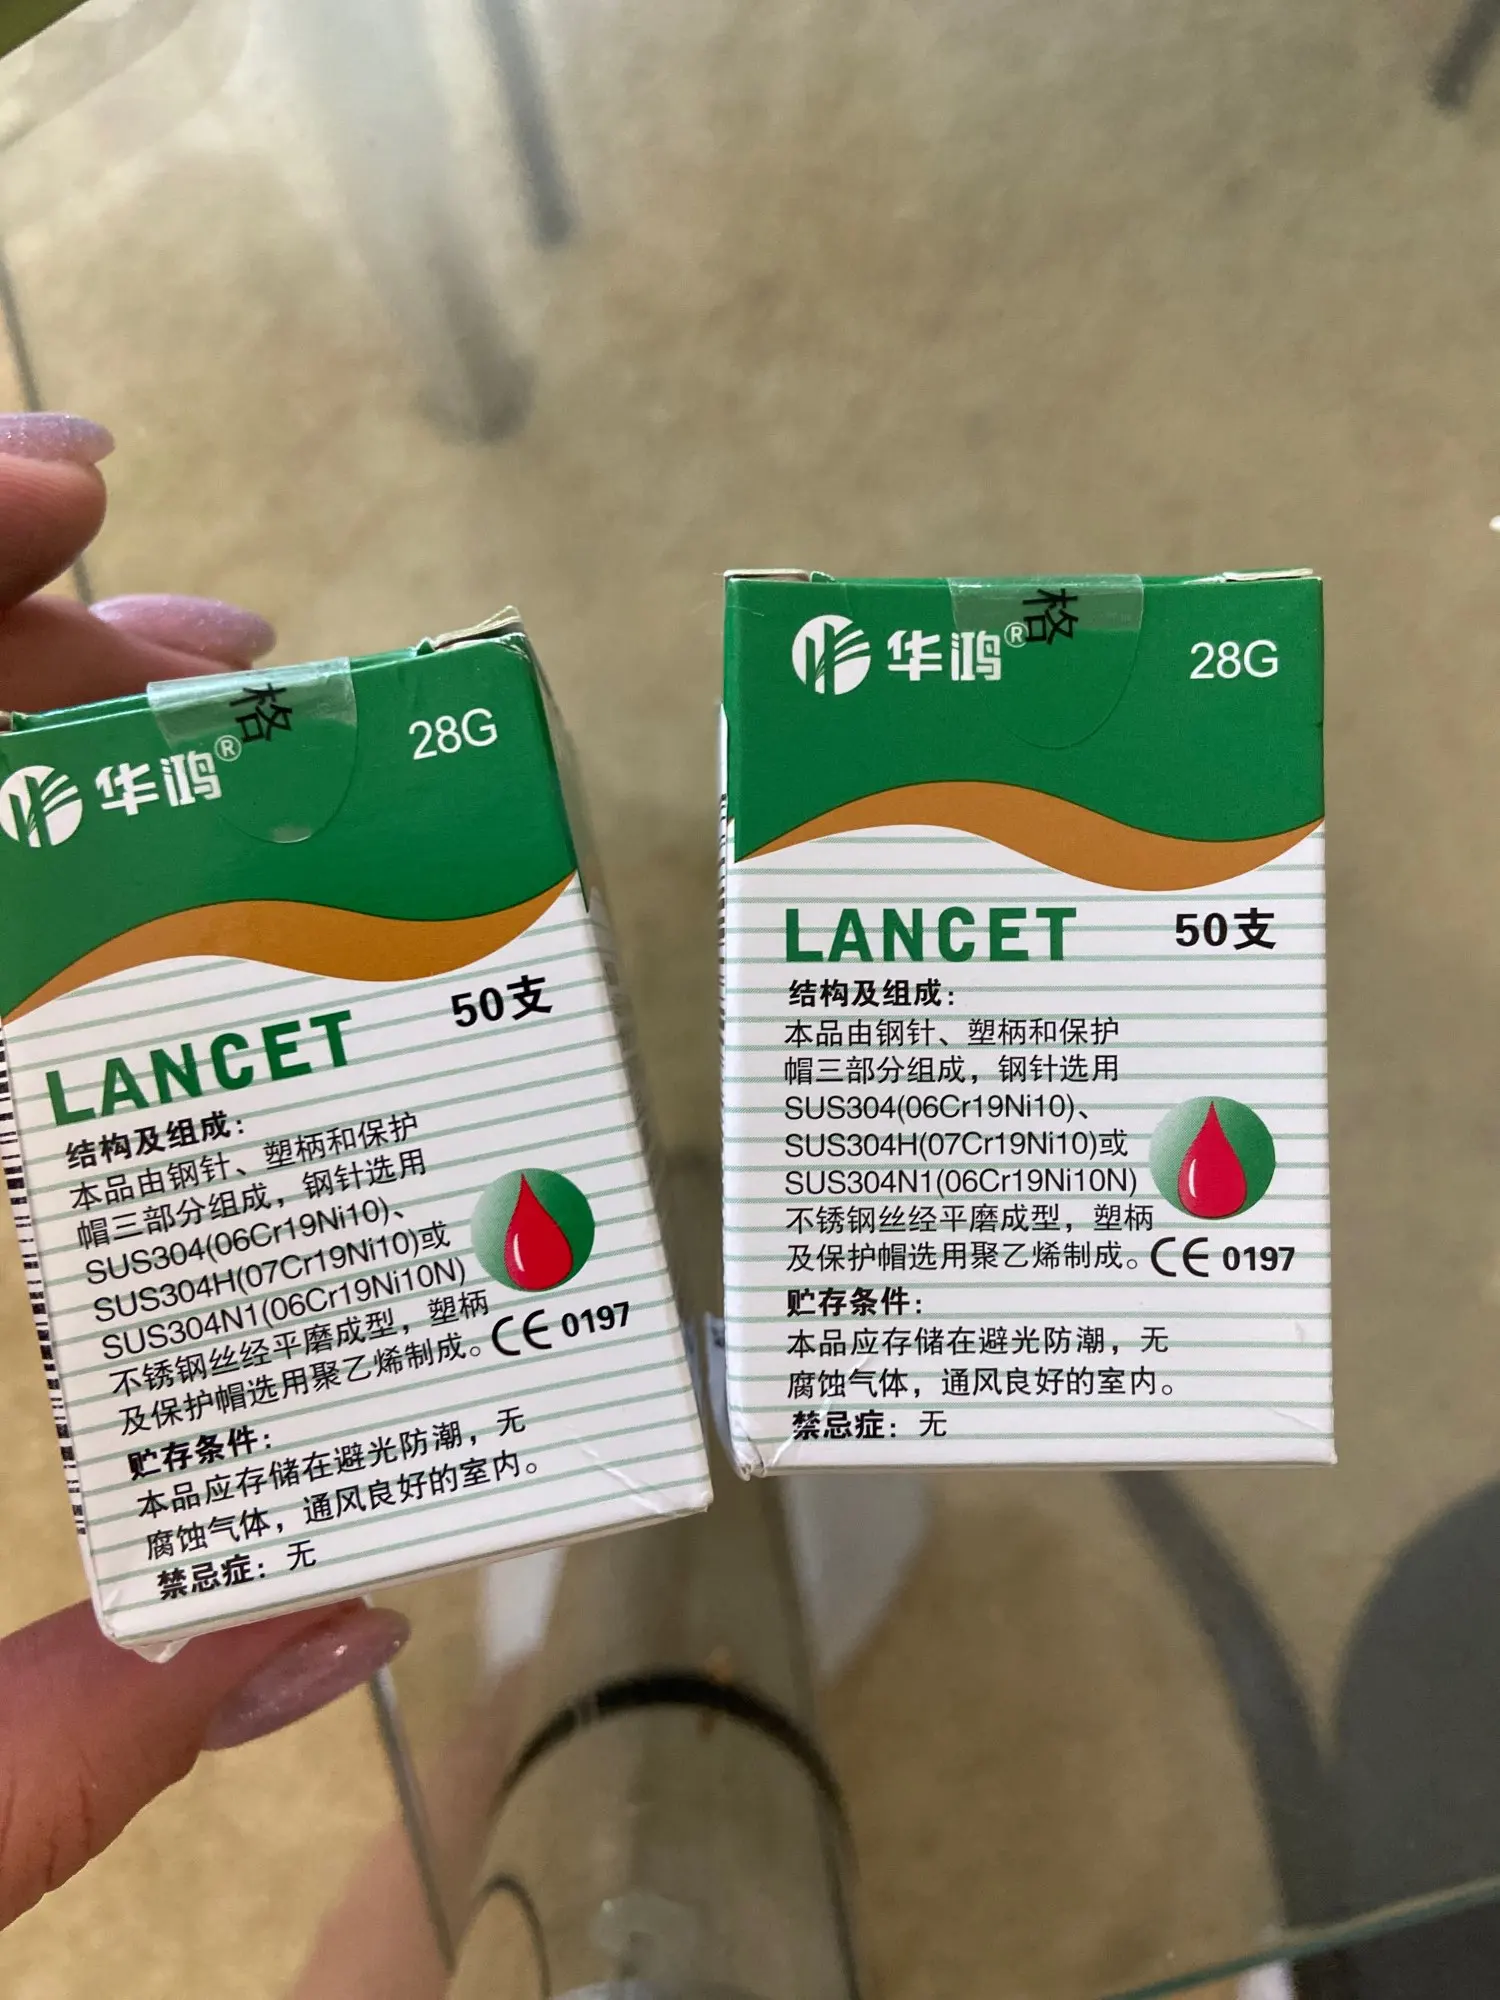 格
华鸿®
28G
LANCET
50支
结构及组成：
本品由钢针、塑柄和保护
帽三部分组成，钢针选用
SUS304(06Cr19Ni10)、
SUS304H(07Cr19Ni10)或
SUS304N1(06Cr19Ni10N)
不锈钢丝经平磨成型，塑柄
及保护帽选用聚乙烯制成。
CE 0197
贮存条件：
本品应存储在避光防潮，无
腐蚀气体，通风良好的室内。
禁忌症：无
格
华鸿®
28G
LANCET
50支
结构及组成：
本品由钢针、塑柄和保护
帽三部分组成，钢针选用
SUS304(06Cr19Ni10)、
SUS304H(07Cr19Ni10)或
SUS304N1(06Cr19Ni10N)
不锈钢丝经平磨成型，塑柄
及保护帽选用聚乙烯制成。
CE 0197
贮存条件：
本品应存储在避光防潮，无
腐蚀气体，通风良好的室内。
禁忌症：无